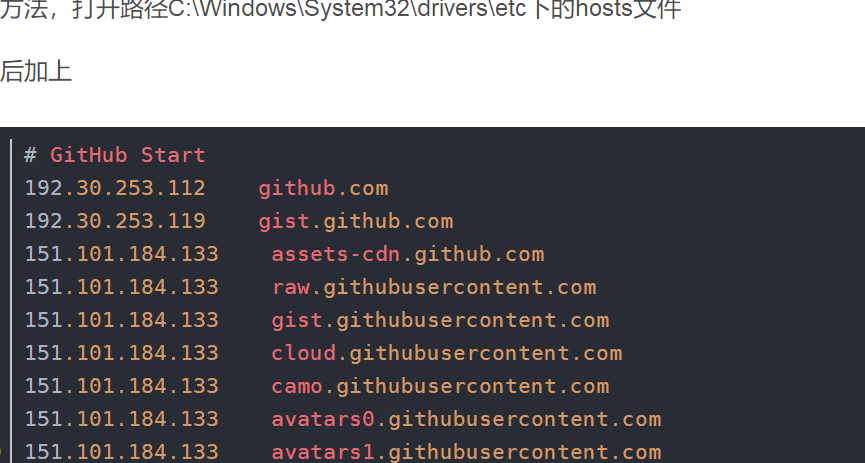 方法，打开路径C:\Windows\System32\drivers\etc下的hosts文件
后加上
# GitHub Start
192.30.253.112    github.com
192.30.253.119    gist.github.com
151.101.184.133    assets-cdn.github.com
151.101.184.133    raw.githubusercontent.com
151.101.184.133    gist.githubusercontent.com
151.101.184.133    cloud.githubusercontent.com
151.101.184.133    camo.githubusercontent.com
151.101.184.133    avatars0.githubusercontent.com
151.101.184.133    avatars1.githubusercontent.com